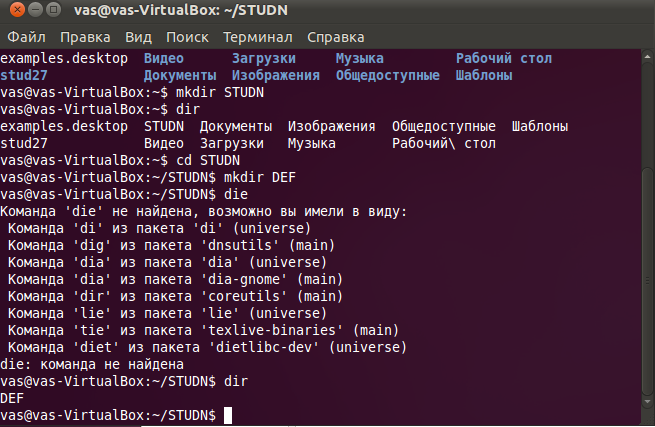 vas@vas-VirtualBox: ~/STUDN
Файл Правка Вид Поиск Терминал Справка
examples.desktop  Видео      Загрузки     Музыка         Рабочий стол
stud27            Документы  Изображения  Общедоступные  Шаблоны
vas@vas-VirtualBox:~$ mkdir STUDN
vas@vas-VirtualBox:~$ dir
examples.desktop  STUDN  Документы  Изображения  Общедоступные  Шаблоны
stud27            Видео  Загрузки   Музыка       Рабочий\ стол
vas@vas-VirtualBox:~$ cd STUDN
vas@vas-VirtualBox:~/STUDN$ mkdir DEF
vas@vas-VirtualBox:~/STUDN$ die
Команда 'die' не найдена, возможно вы имели в виду:
 Команда 'di' из пакета 'di' (universe)
 Команда 'dig' из пакета 'dnsutils' (main)
 Команда 'dia' из пакета 'dia' (universe)
 Команда 'dia' из пакета 'dia-gnome' (main)
 Команда 'dir' из пакета 'coreutils' (main)
 Команда 'lie' из пакета 'lie' (universe)
 Команда 'tie' из пакета 'texlive-binaries' (main)
 Команда 'diet' из пакета 'dietlibc-dev' (universe)
die: команда не найдена
vas@vas-VirtualBox:~/STUDN$ dir
DEF
vas@vas-VirtualBox:~/STUDN$